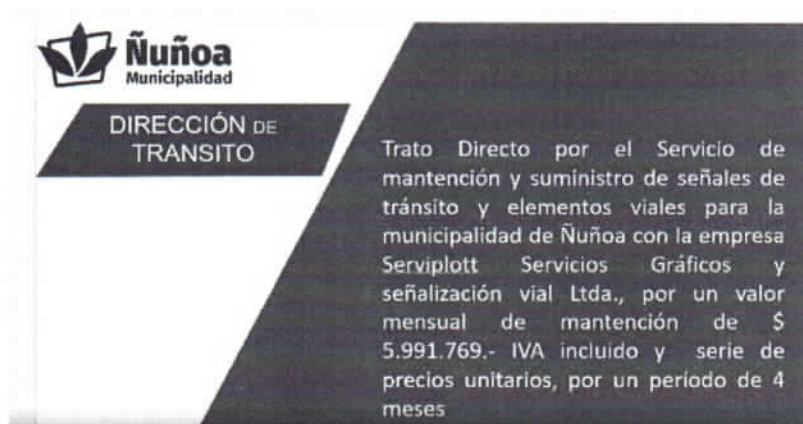 Ñuñoa
Municipalidad
DIRECCIÓN DE
TRANSITO
Trato Directo por el Servicio de
mantención y suministro de señales de
tránsito y elementos viales para la
municipalidad de Ñuñoa con la empresa
Serviplott Servicios Gráficos y
señalización vial Ltda., por un valor
mensual de mantención de $
5.991.769.- IVA incluido y serie de
precios unitarios, por un período de 4
meses